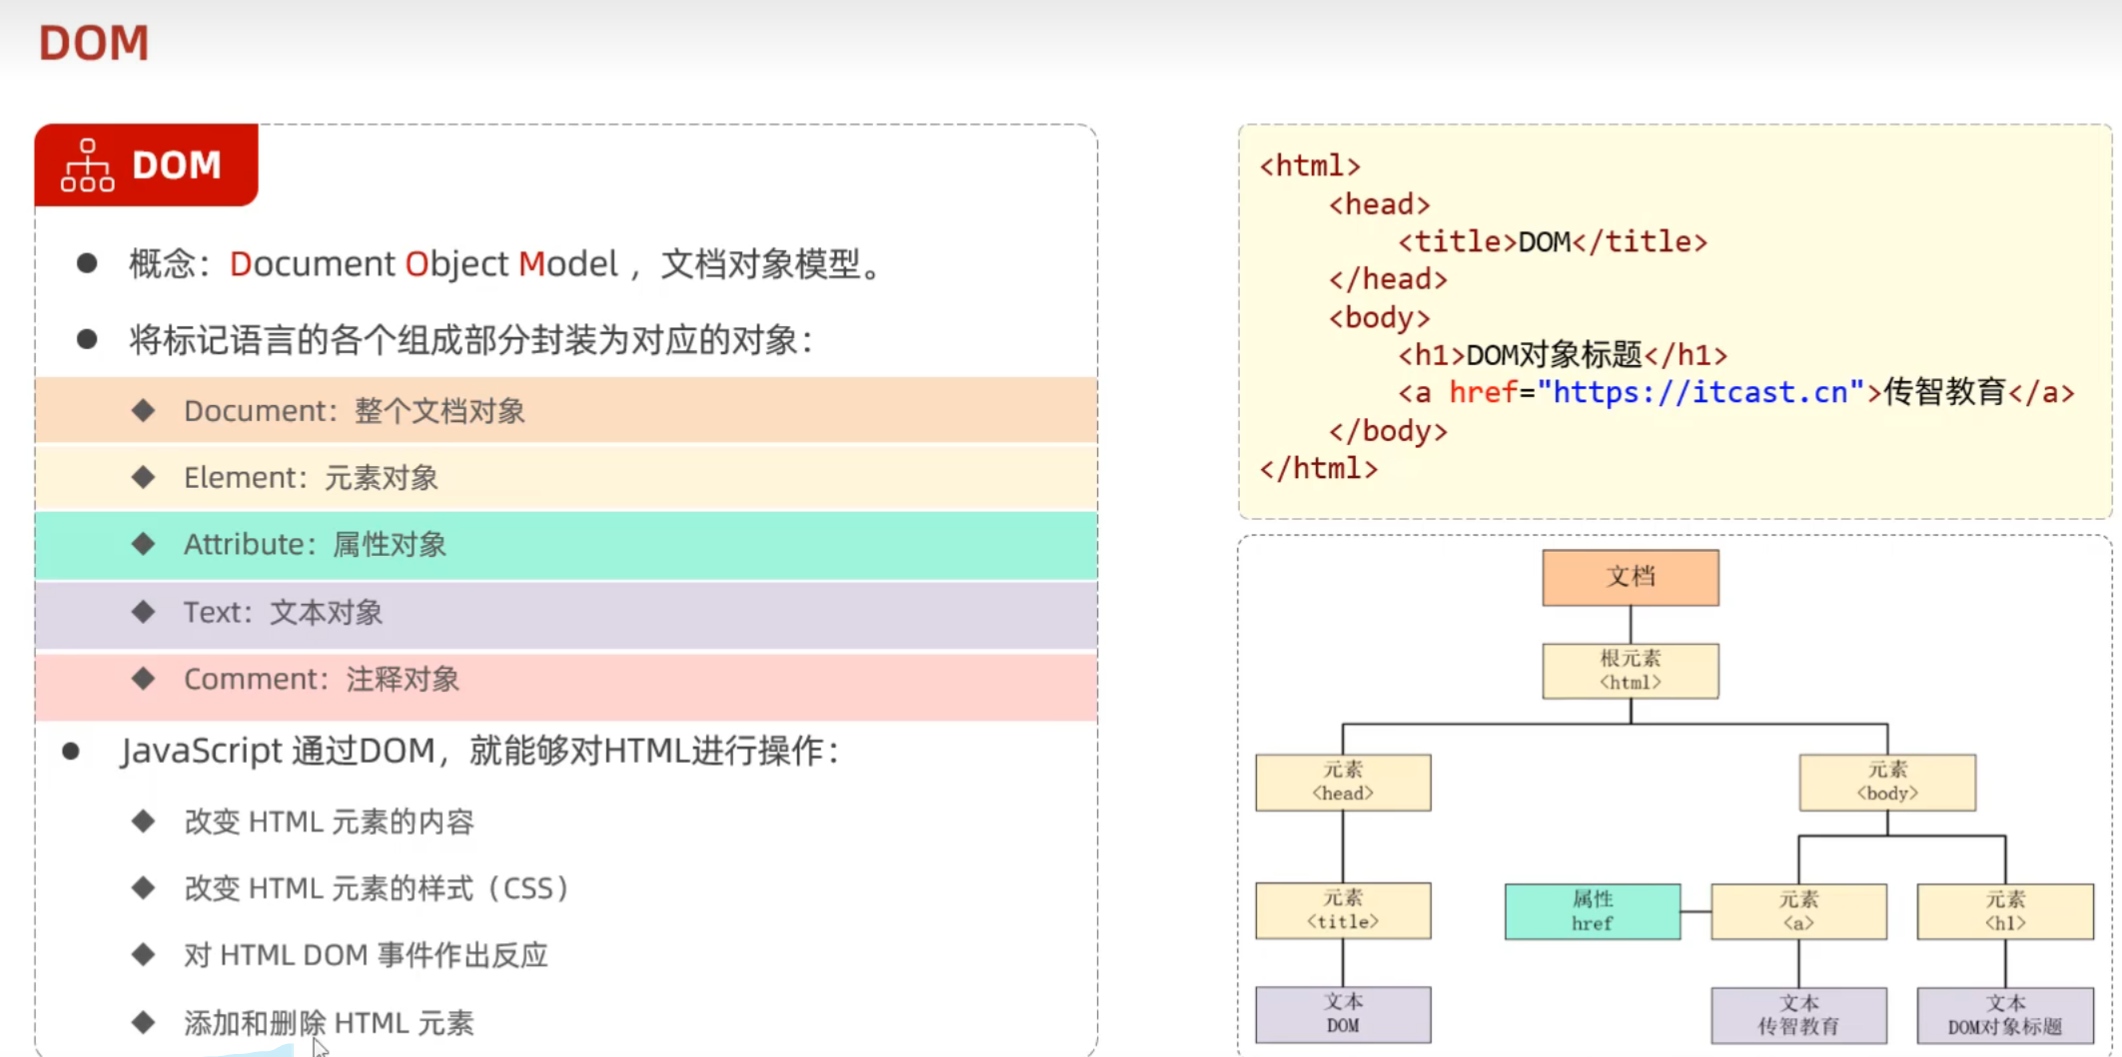 DOM
DOM
概念：Document Object Model ，文档对象模型。
将标记语言的各个组成部分封装为对应的对象：
Document：整个文档对象
Element：元素对象
Attribute：属性对象
Text：文本对象
Comment：注释对象
JavaScript 通过DOM，就能够对HTML进行操作：
改变 HTML 元素的内容
改变 HTML 元素的样式（CSS）
对 HTML DOM 事件作出反应
添加和删除 HTML 元素
<html>
<head>
<title>DOM</title>
</head>
<body>
<h1>DOM对象标题</h1>
<a href="https://itcast.cn">传智教育</a>
</body>
</html>
文档
根元素
<html>
元素
<head>
元素
<body>
元素
<title>
属性
href
元素
<a>
元素
<h1>
文本
DOM
文本
传智教育
文本
DOM对象标题